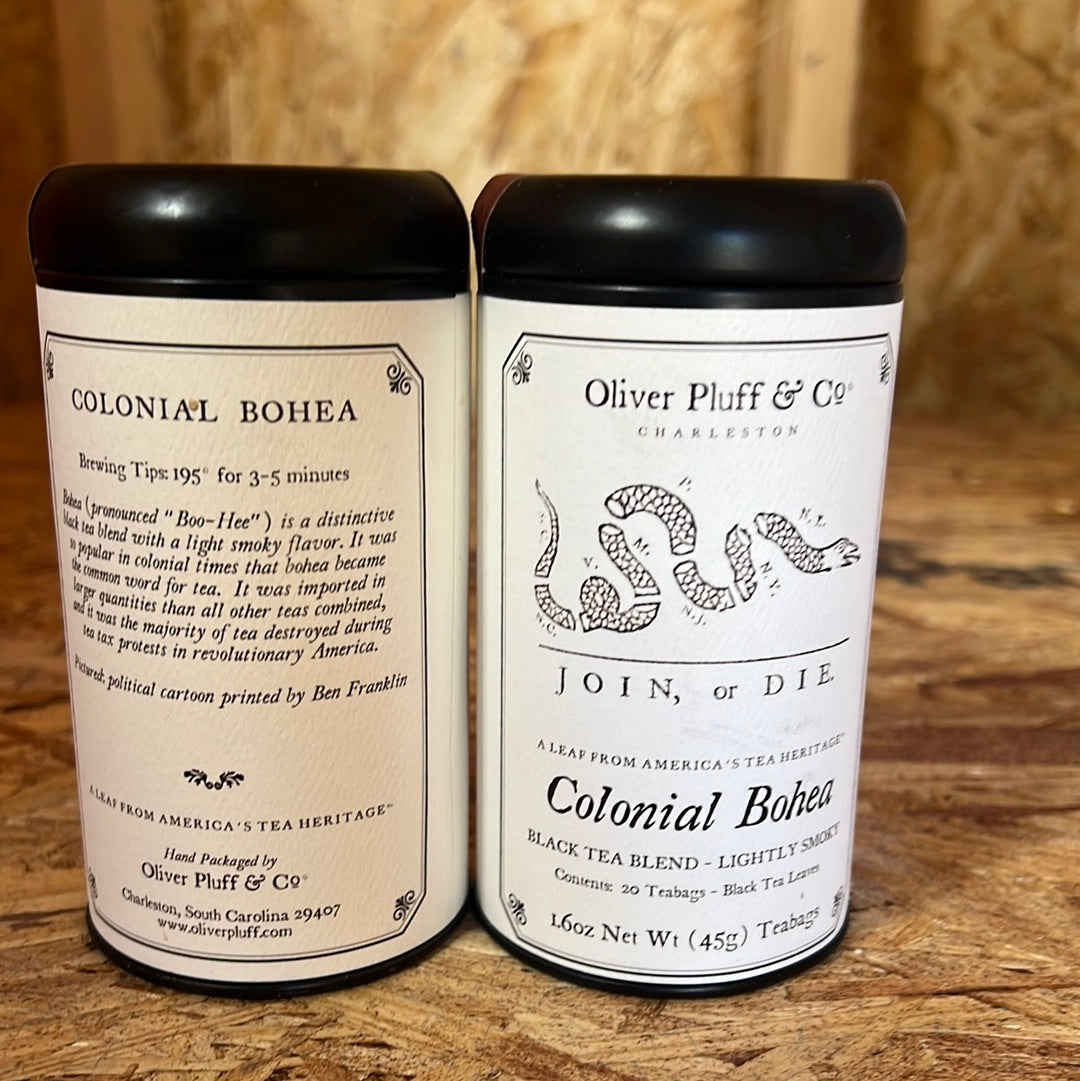 COLONIAL BOHEA
Brewing Tips: 195° for 3-5 minutes
Bohea (pronounced "Boo-Hee") is a distinctive
black tea blend with a light smoky flavor. It was
so popular in colonial times that bohea became
the common word for tea. It was imported in
larger quantities than all other teas combined,
and it was the majority of tea destroyed during
tea tax protests in revolutionary America.
Pictured: political cartoon printed by Ben Franklin
A LEAF FROM AMERICA'S TEA HERITAGE™
Hand Packaged by
Oliver Pluff & Co®
Charleston, South Carolina 29407
www.oliverpluff.com
Oliver Pluff & Co®
CHARLESTON
P.
N.E.
M.
V.
N.Y.
N.J.
S.C.
N.C.
JOIN, or DIE.
A LEAF FROM AMERICA'S TEA HERITAGE™
Colonial Bohea
BLACK TEA BLEND - LIGHTLY SMOKY
Contents: 20 Teabags - Black Tea Leaves
1.6oz Net Wt (45g) Teabags